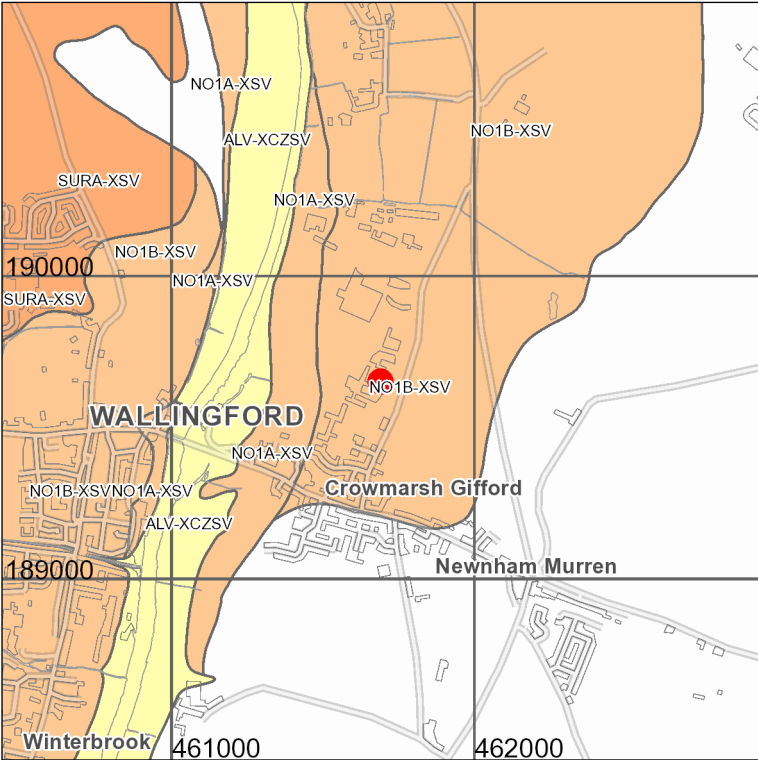 NO1A-XSV
NO1B-XSV
ALV-XCZSV
SURA-XSV
NO1A-XSV
NO1B-XSV
190000
NO1A-XSV
SURA-XSV
NO1B-XSV
WALLINGFORD
NO1A-XSV
Crowmarsh Gifford
NO1B-XSV
NO1A-XSV
ALV-XCZSV
Newnham Murren
189000
Winterbrook
461000
462000